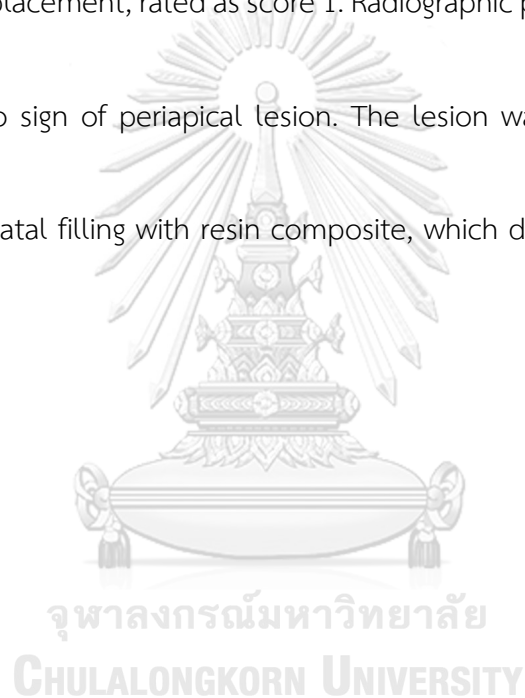 placement, rated as score 1. Radiographic p
sign of periapical lesion. The lesion wa
atal filling with resin composite, which d
จุฬาลงกรณ์มหาวิทยาลัย
CHULALONGKORN UNIVERSITY